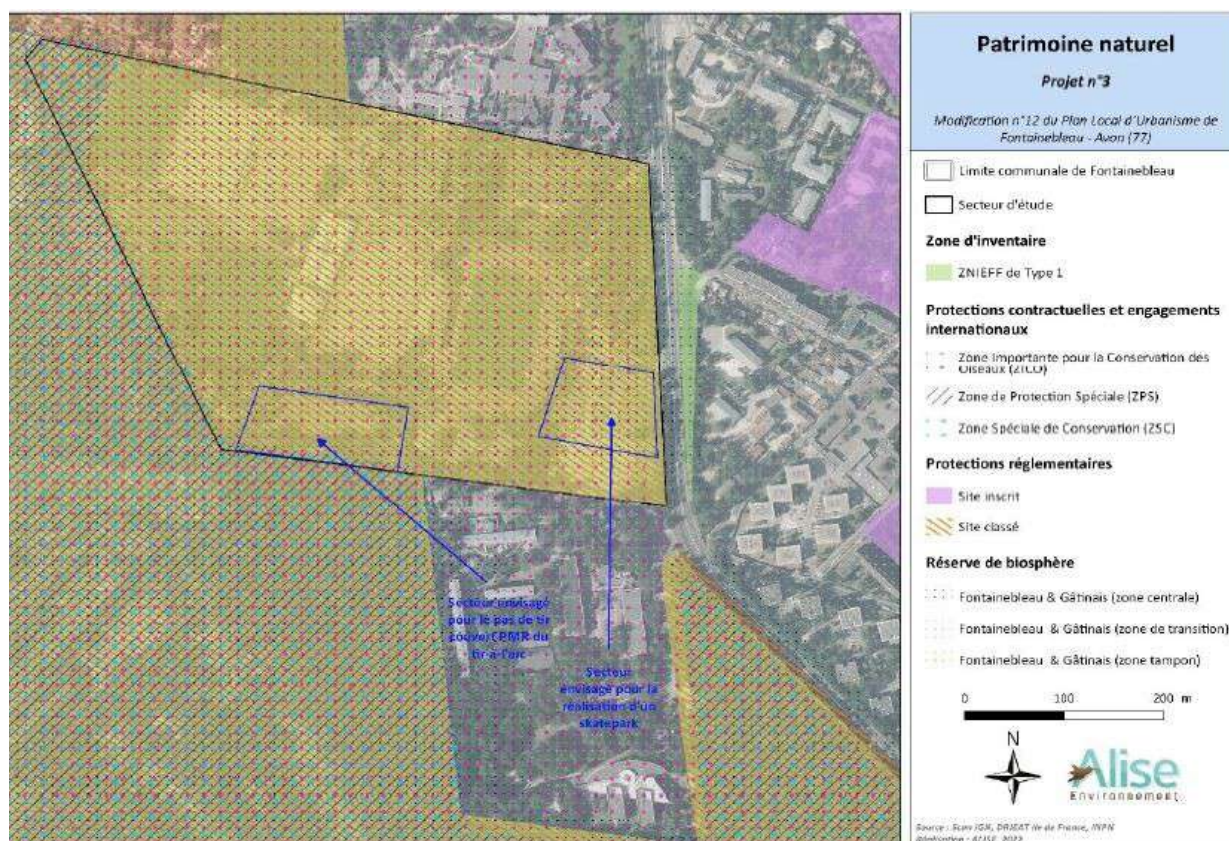 Patrimoine naturel
Projet n°3
Modification n°12 du Plan Local d'Urbanisme de
Fontainebleau - Avon (77)
Limite communale de Fontainebleau
Secteur d'étude
Zone d'inventaire
ZNIEFF de Type 1
Protections contractuelles et engagements
internationaux
Zone Importante pour la Conservation des
Oiseaux (ZICO)
Zone de Protection Spéciale (ZPS)
Zone Spéciale de Conservation (ZSC)
Protections réglementaires
Site inscrit
Site classé
Réserve de biosphère
Fontainebleau & Gâtinais (zone centrale)
Fontainebleau & Gâtinais (zone de transition)
Fontainebleau & Gâtinais (zone tampon)
0 100 200 m
N
Alise
Environnement
Source : Scan IGN, DRIEAT Ile de France, INPN
Réalisation : ALISE, 2023
Secteur envisagé
pour le pas de tir
couvert PMR du
tir-à-l'arc
Secteur
envisagé pour la
réalisation d'un
skatepark